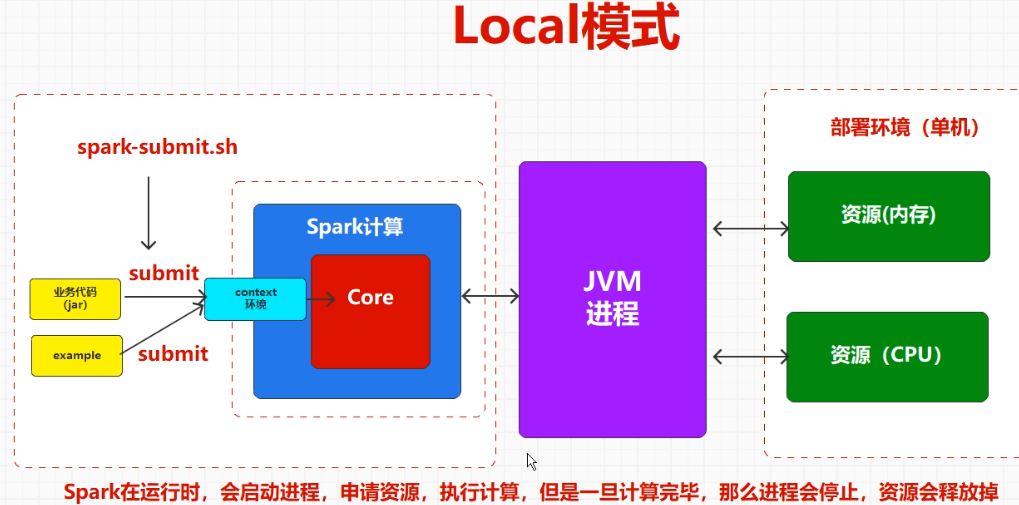 Local模式
spark-submit.sh
submit
业务代码
(jar)
example
submit
context
环境
Spark计算
Core
JVM
进程
部署环境（单机）
资源(内存)
资源（CPU）
Spark在运行时，会启动进程，申请资源，执行计算，但是一旦计算完毕，那么进程会停止，资源会释放掉